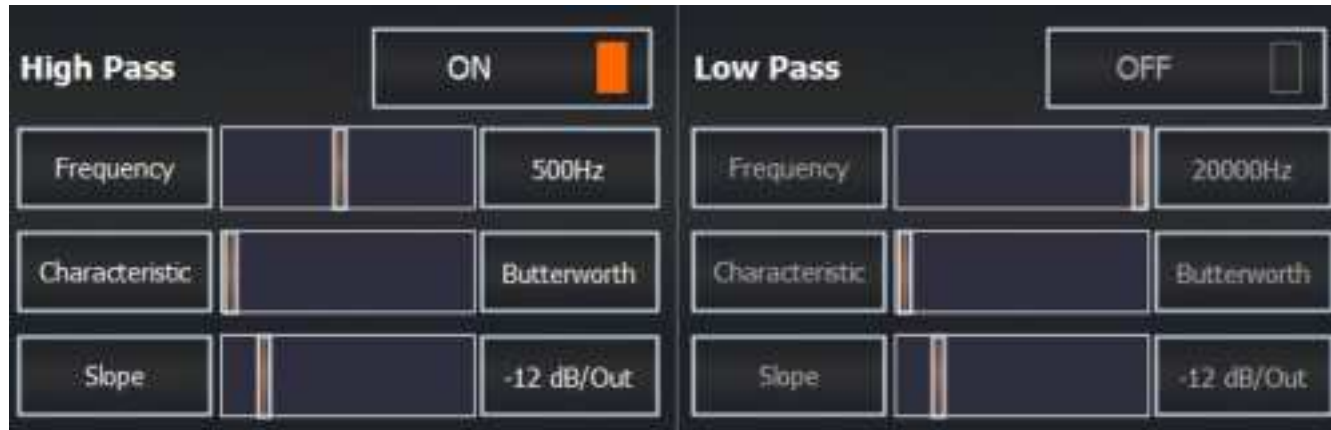 High Pass
ON
Frequency
500Hz
Characteristic
Butterworth
Slope
-12 dB/Out
Low Pass
OFF
Frequency
20000Hz
Characteristic
Butterworth
Slope
-12 dB/Out